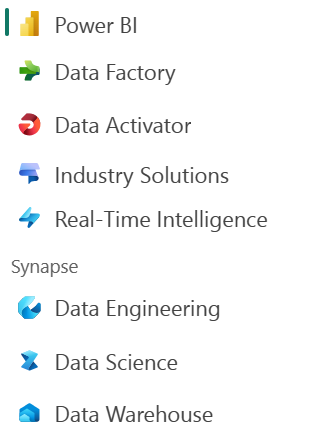 Power BI
Data Factory
Data Activator
Industry Solutions
Real-Time Intelligence
Synapse
Data Engineering
Data Science
Data Warehouse